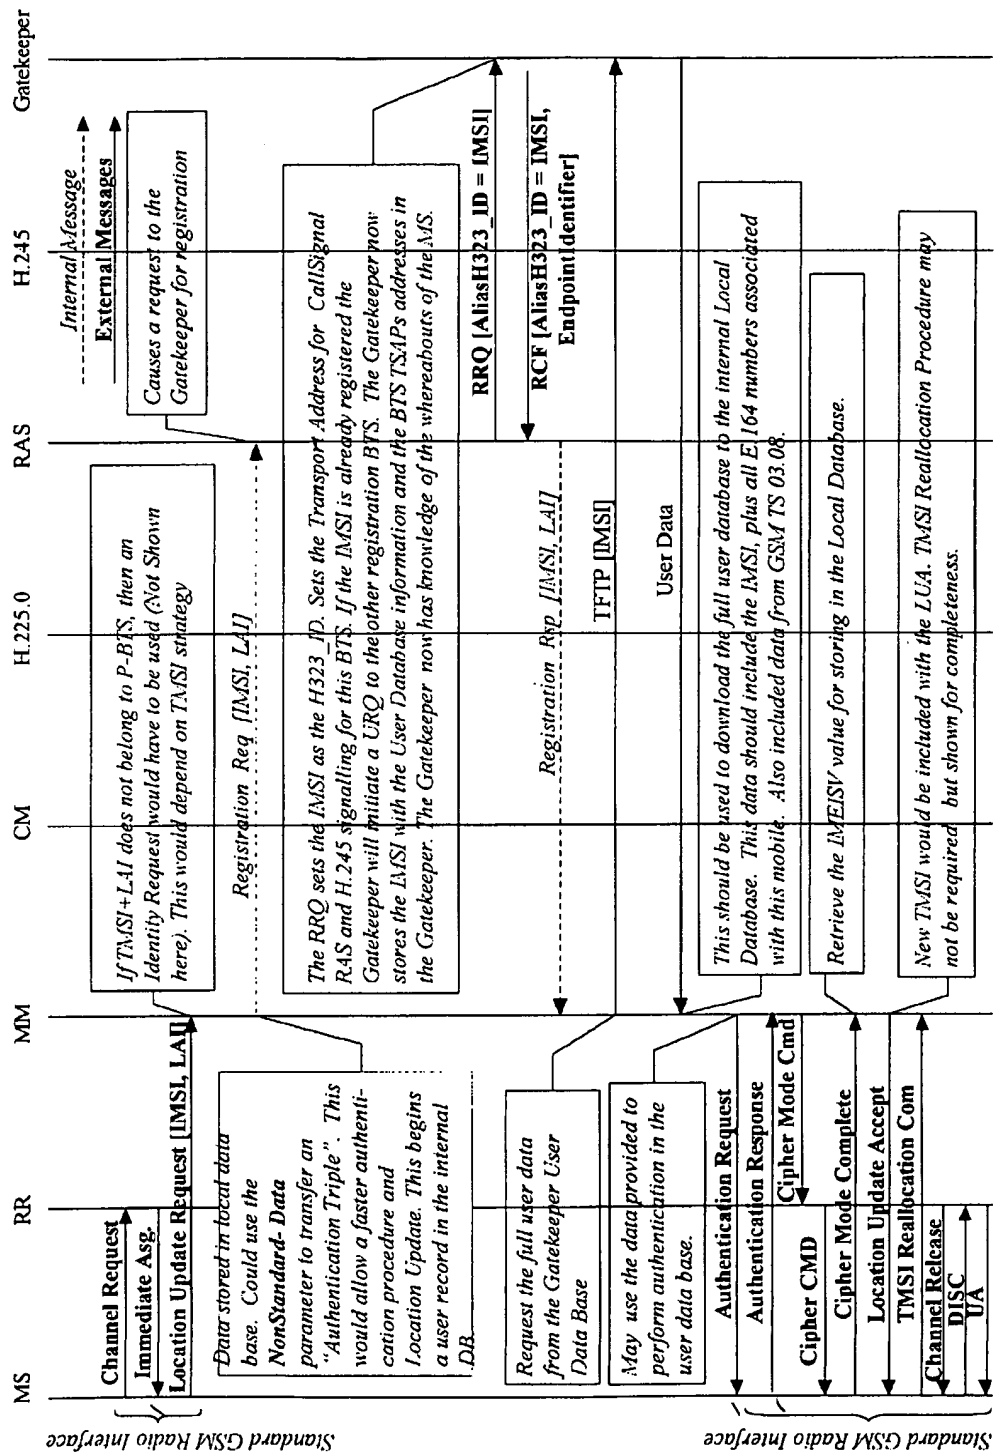 MS
RR
MM
CM
H.225.0
RAS
H.245
Gatekeeper
Internal Message
External Messages
Standard GSM Radio Interface
Channel Request
Immediate Asg.
Location Update Request [IMSI, LAI]
If TMSI+LAI does not belong to P-BTS, then an
Identity Request would have to be used (Not Shown
here). This would depend on TMSI strategy
Causes a request to the
Gatekeeper for registration
Registration Req [IMSI, LAI]
Data stored in local data
base. Could use the
NonStandard-Data
parameter to transfer an
"Authentication Triple". This
would allow a faster authenti-
cation procedure and
Location Update. This begins
a user record in the internal
DB.
The RRQ sets the IMSI as the H323_ID. Sets the Transport Address for CallSignal
RAS and H.245 signalling for this BTS. If the IMSI is already registered the
Gatekeeper will mitiate a URQ to the other registration BTS. The Gatekeeper now
stores the IMSI with the User Database information and the BTS TSAPs addresses in
the Gatekeeper. The Gatekeeper now has knowledge of the whereabouts of the MS.
RRQ [AliasH323_ID = IMSI]
RCF [AliasH323_ID = IMSI,
EndpointIdentifier]
Registration Rsp [IMSI, LAI]
Request the full user data
from the Gatekeeper User
Data Base
TFTP [IMSI]
User Data
May use the data provided to
perform authentication in the
user data base.
This should be used to download the full user database to the internal Local
Database. This data should include the IMSI, plus all E.164 numbers associated
with this mobile. Also included data from GSM TS 03.08.
Authentication Request
Authentication Response
Cipher Mode Cmd
Cipher CMD
Cipher Mode Complete
Retrieve the IMEISV value for storing in the Local Database.
Location Update Accept
TMSI Reallocation Com
New TMSI would be included with the LUA. TMSI Reallocation Procedure may
not be required but shown for completeness.
Channel Release
DISC
UA
Standard GSM Radio Interface